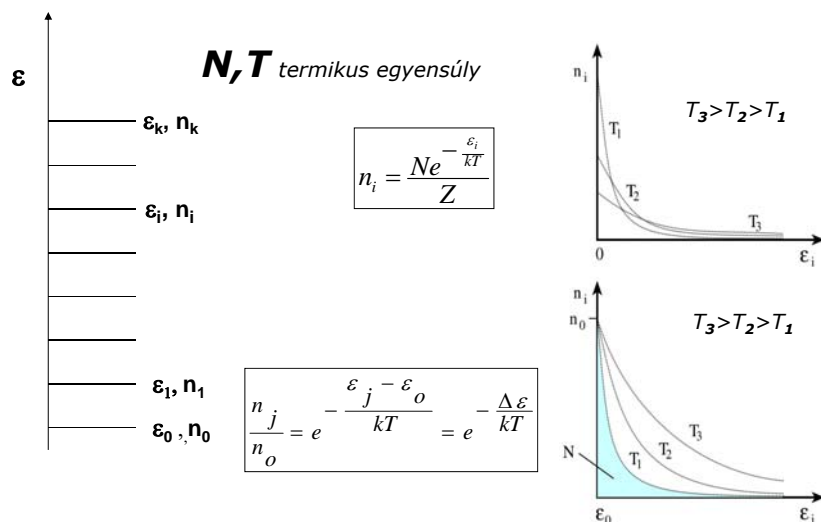 N,T termikus egyensúly
ε
εk, nk
εi, ni
ε1, n1
ε0 ,,n0
ni = Ne^(-εi/kT) / Z
nj/no = e^(-(εj - εo)/kT) = e^(-Δε/kT)
ni
T3>T2>T1
T1
T2
T3
0
εi
ni
n0
T3>T2>T1
T3
T2
T1
N
ε0
εi